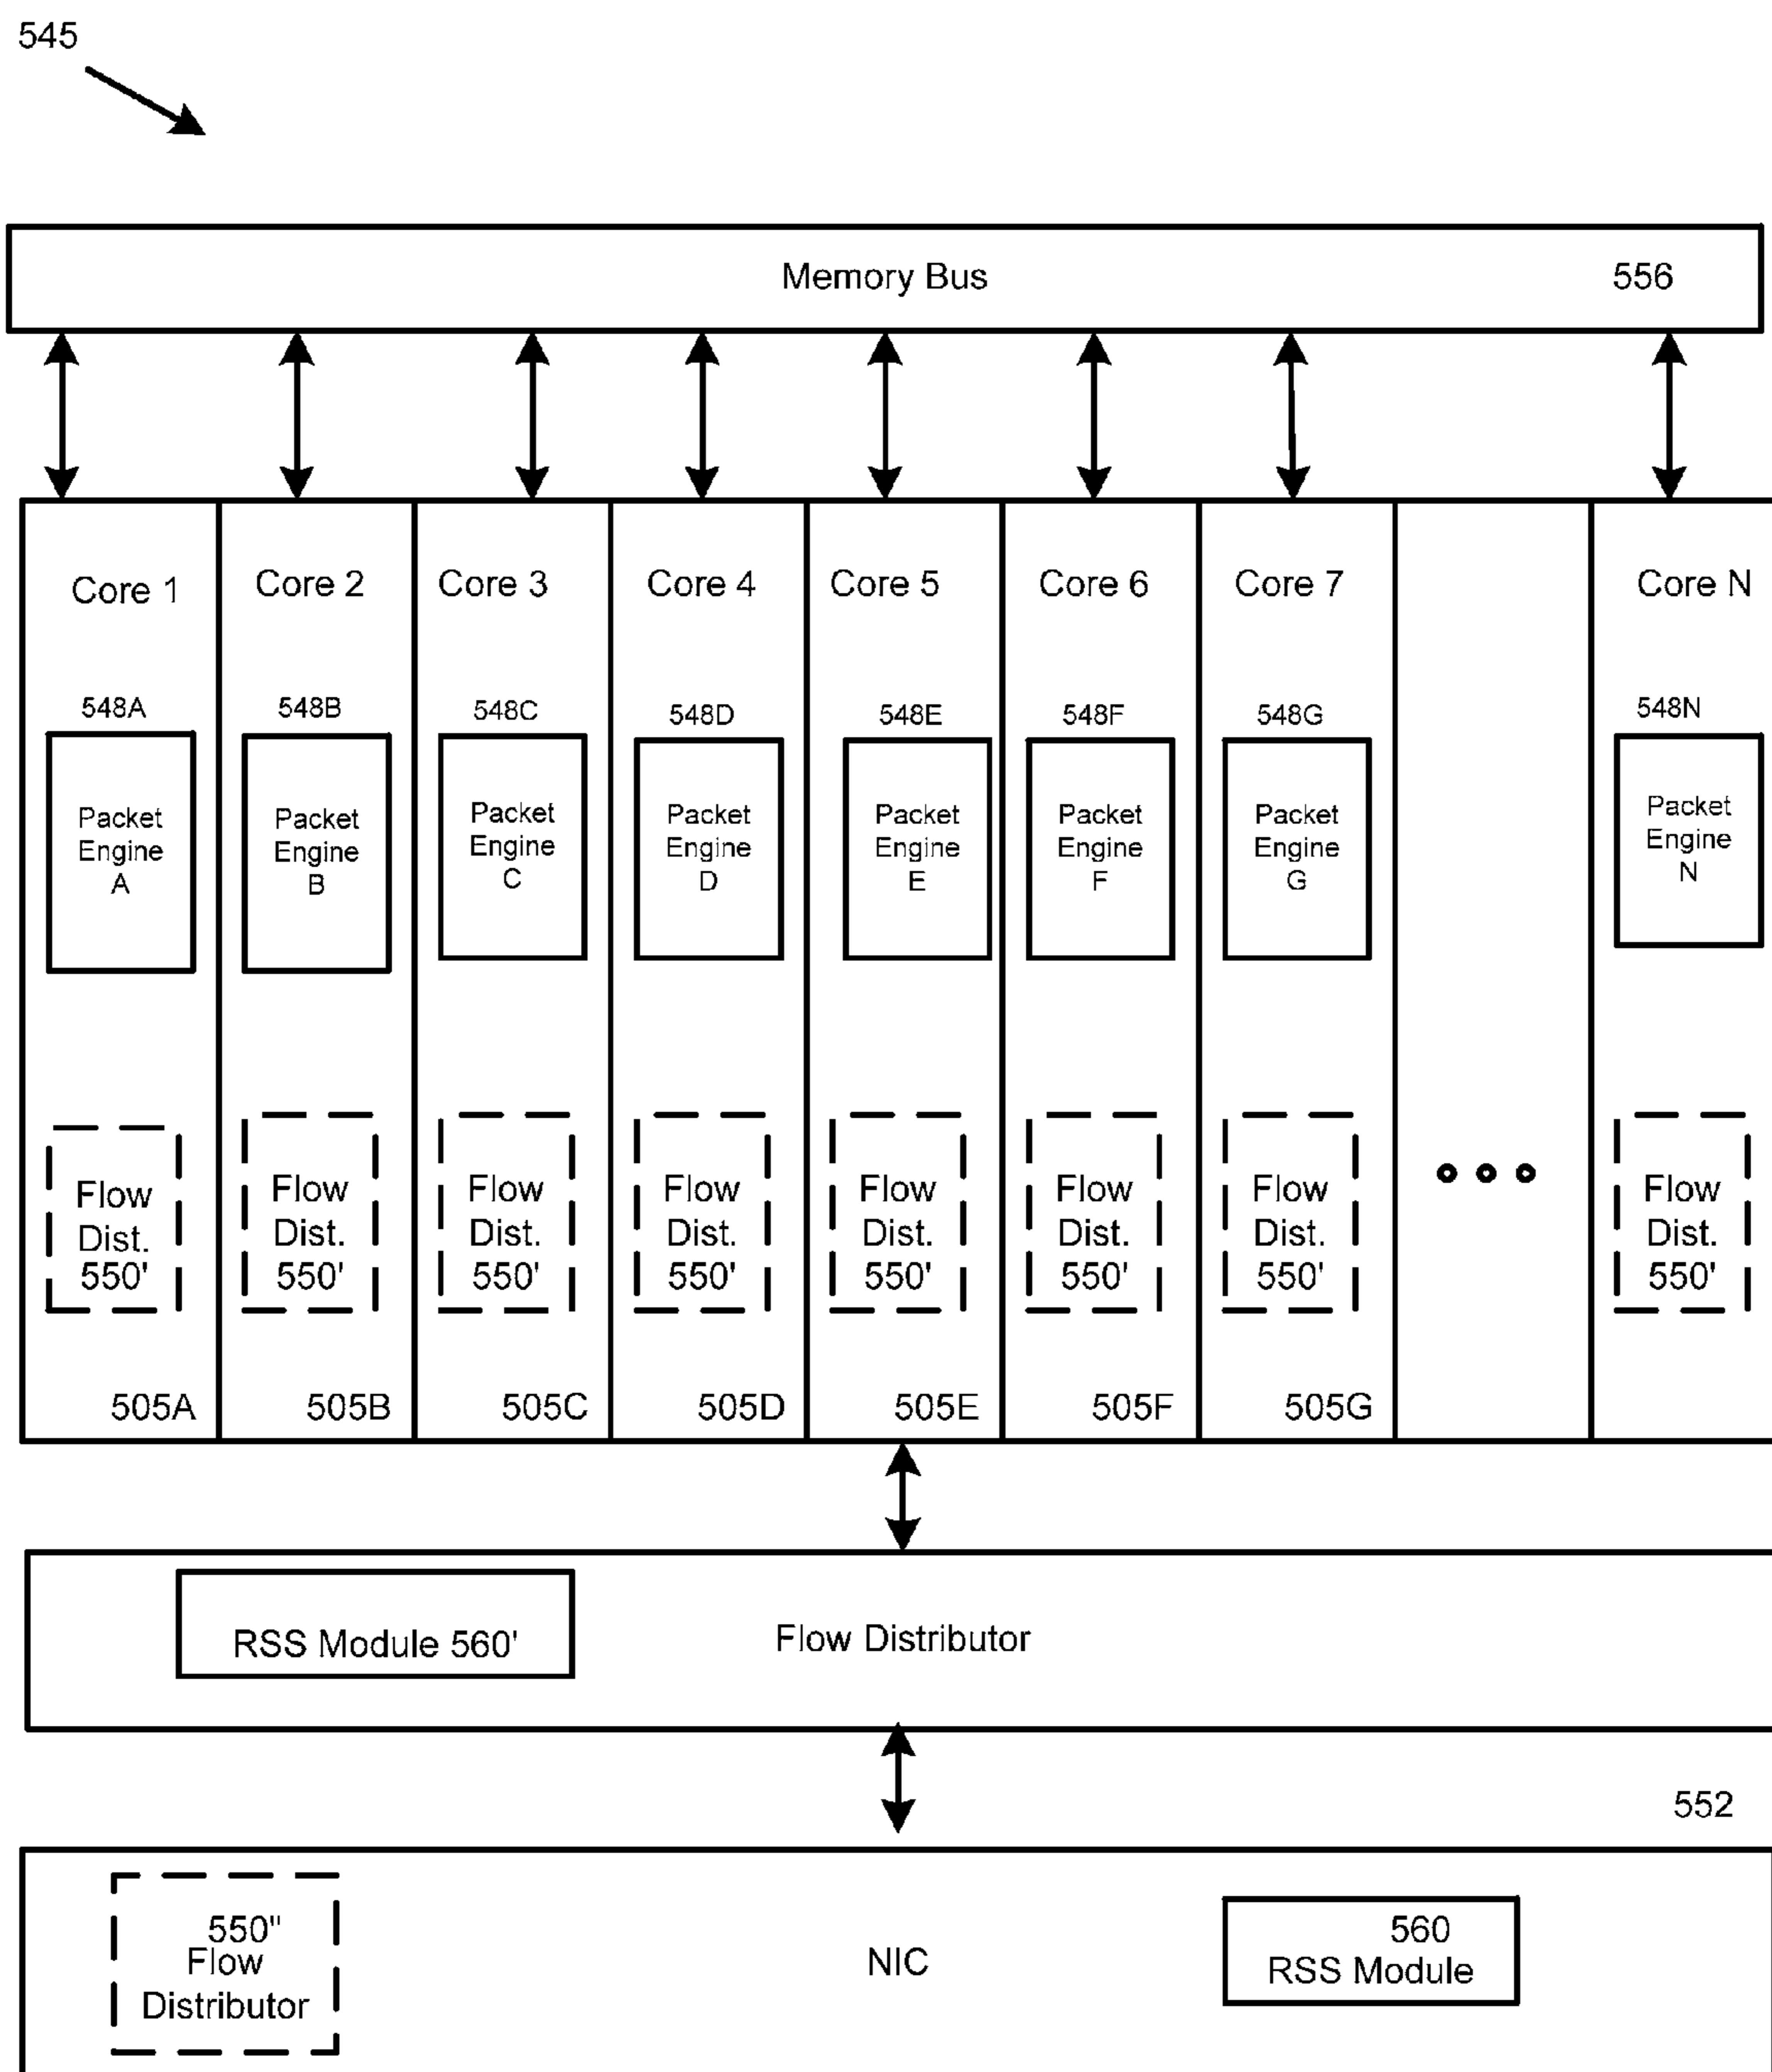 545
Memory Bus 556
Core 1 Core 2 Core 3 Core 4 Core 5 Core 6 Core 7 Core N
548A 548B 548C 548D 548E 548F 548G 548N
Packet Engine A
Packet Engine B
Packet Engine C
Packet Engine D
Packet Engine E
Packet Engine F
Packet Engine G
Packet Engine N
Flow Dist. 550'
Flow Dist. 550'
Flow Dist. 550'
Flow Dist. 550'
Flow Dist. 550'
Flow Dist. 550'
Flow Dist. 550'
Flow Dist. 550'
505A 505B 505C 505D 505E 505F 505G
RSS Module 560' Flow Distributor
552
550"
Flow
Distributor
NIC
560
RSS Module